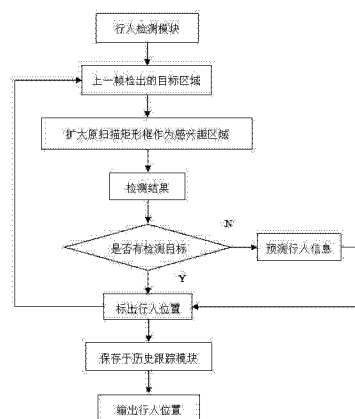 行人检测模块
上一帧检出的目标区域
扩大原扫描矩形框作为感兴趣区域
检测结果
是否有检测目标
N
预测行人信息
Y
标出行人位置
保存于历史跟踪模块
输出行人位置